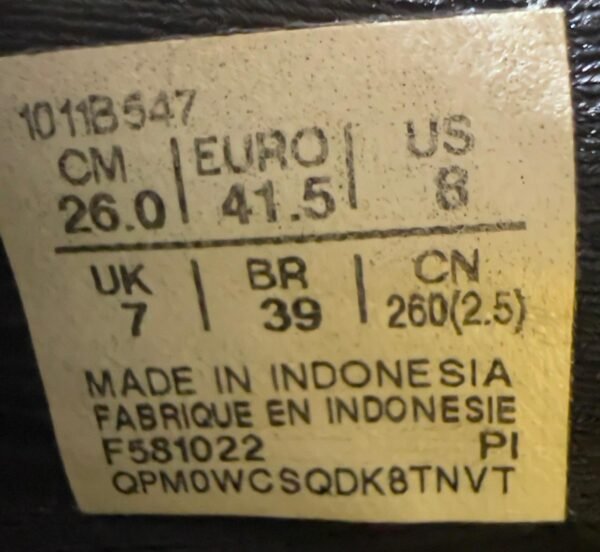 1011B547
CM | EURO | US
26.0 | 41.5 | 8
UK | BR | CN
7 | 39 | 260(2.5)
MADE IN INDONESIA
FABRIQUE EN INDONESIE
F581022 PI
QPM0WCSQDK8TNVT